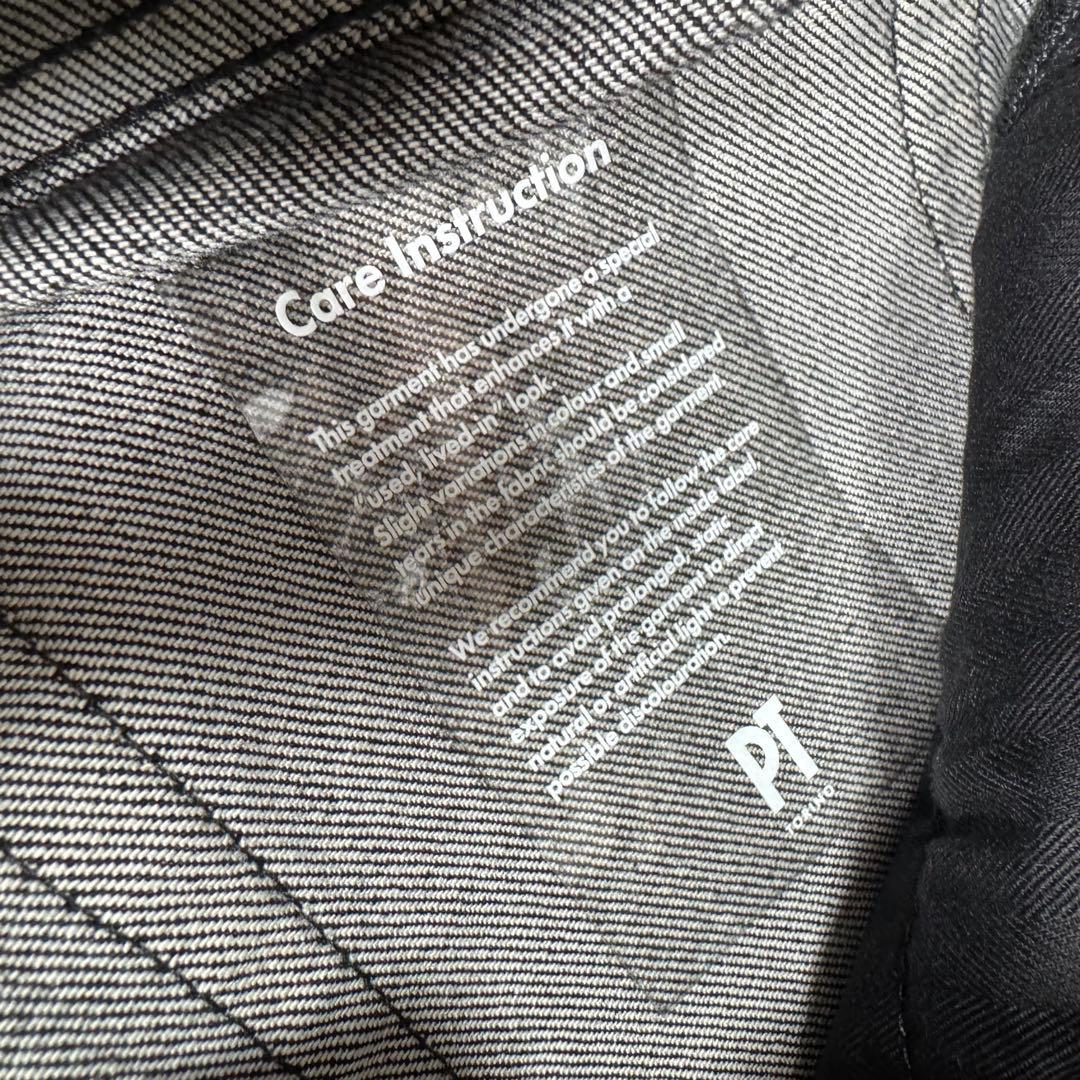 Care Instruction
This garment has undergone a special
treatment that enhances it with a
"used, lived-in" look.
Slight variations in colour and small
tears in the fabric should be considered
unique characteristics of the garment.
We recommend you to follow the care
instructions given on the inside label
and to avoid prolonged, static
exposure of the garment to direct
natural or artificial light to prevent
possible discolouration.
PT
TORINO